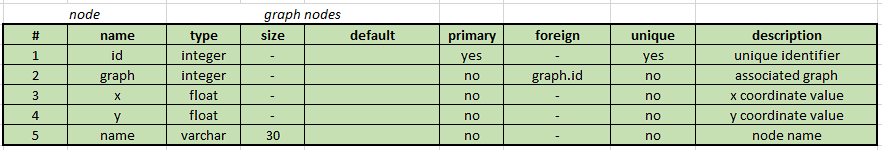 node graph nodes
# name type size default primary foreign unique description
1 id integer - yes - yes unique identifier
2 graph integer - no graph.id no associated graph
3 x float - no - no x coordinate value
4 y float - no - no y coordinate value
5 name varchar 30 no - no node name